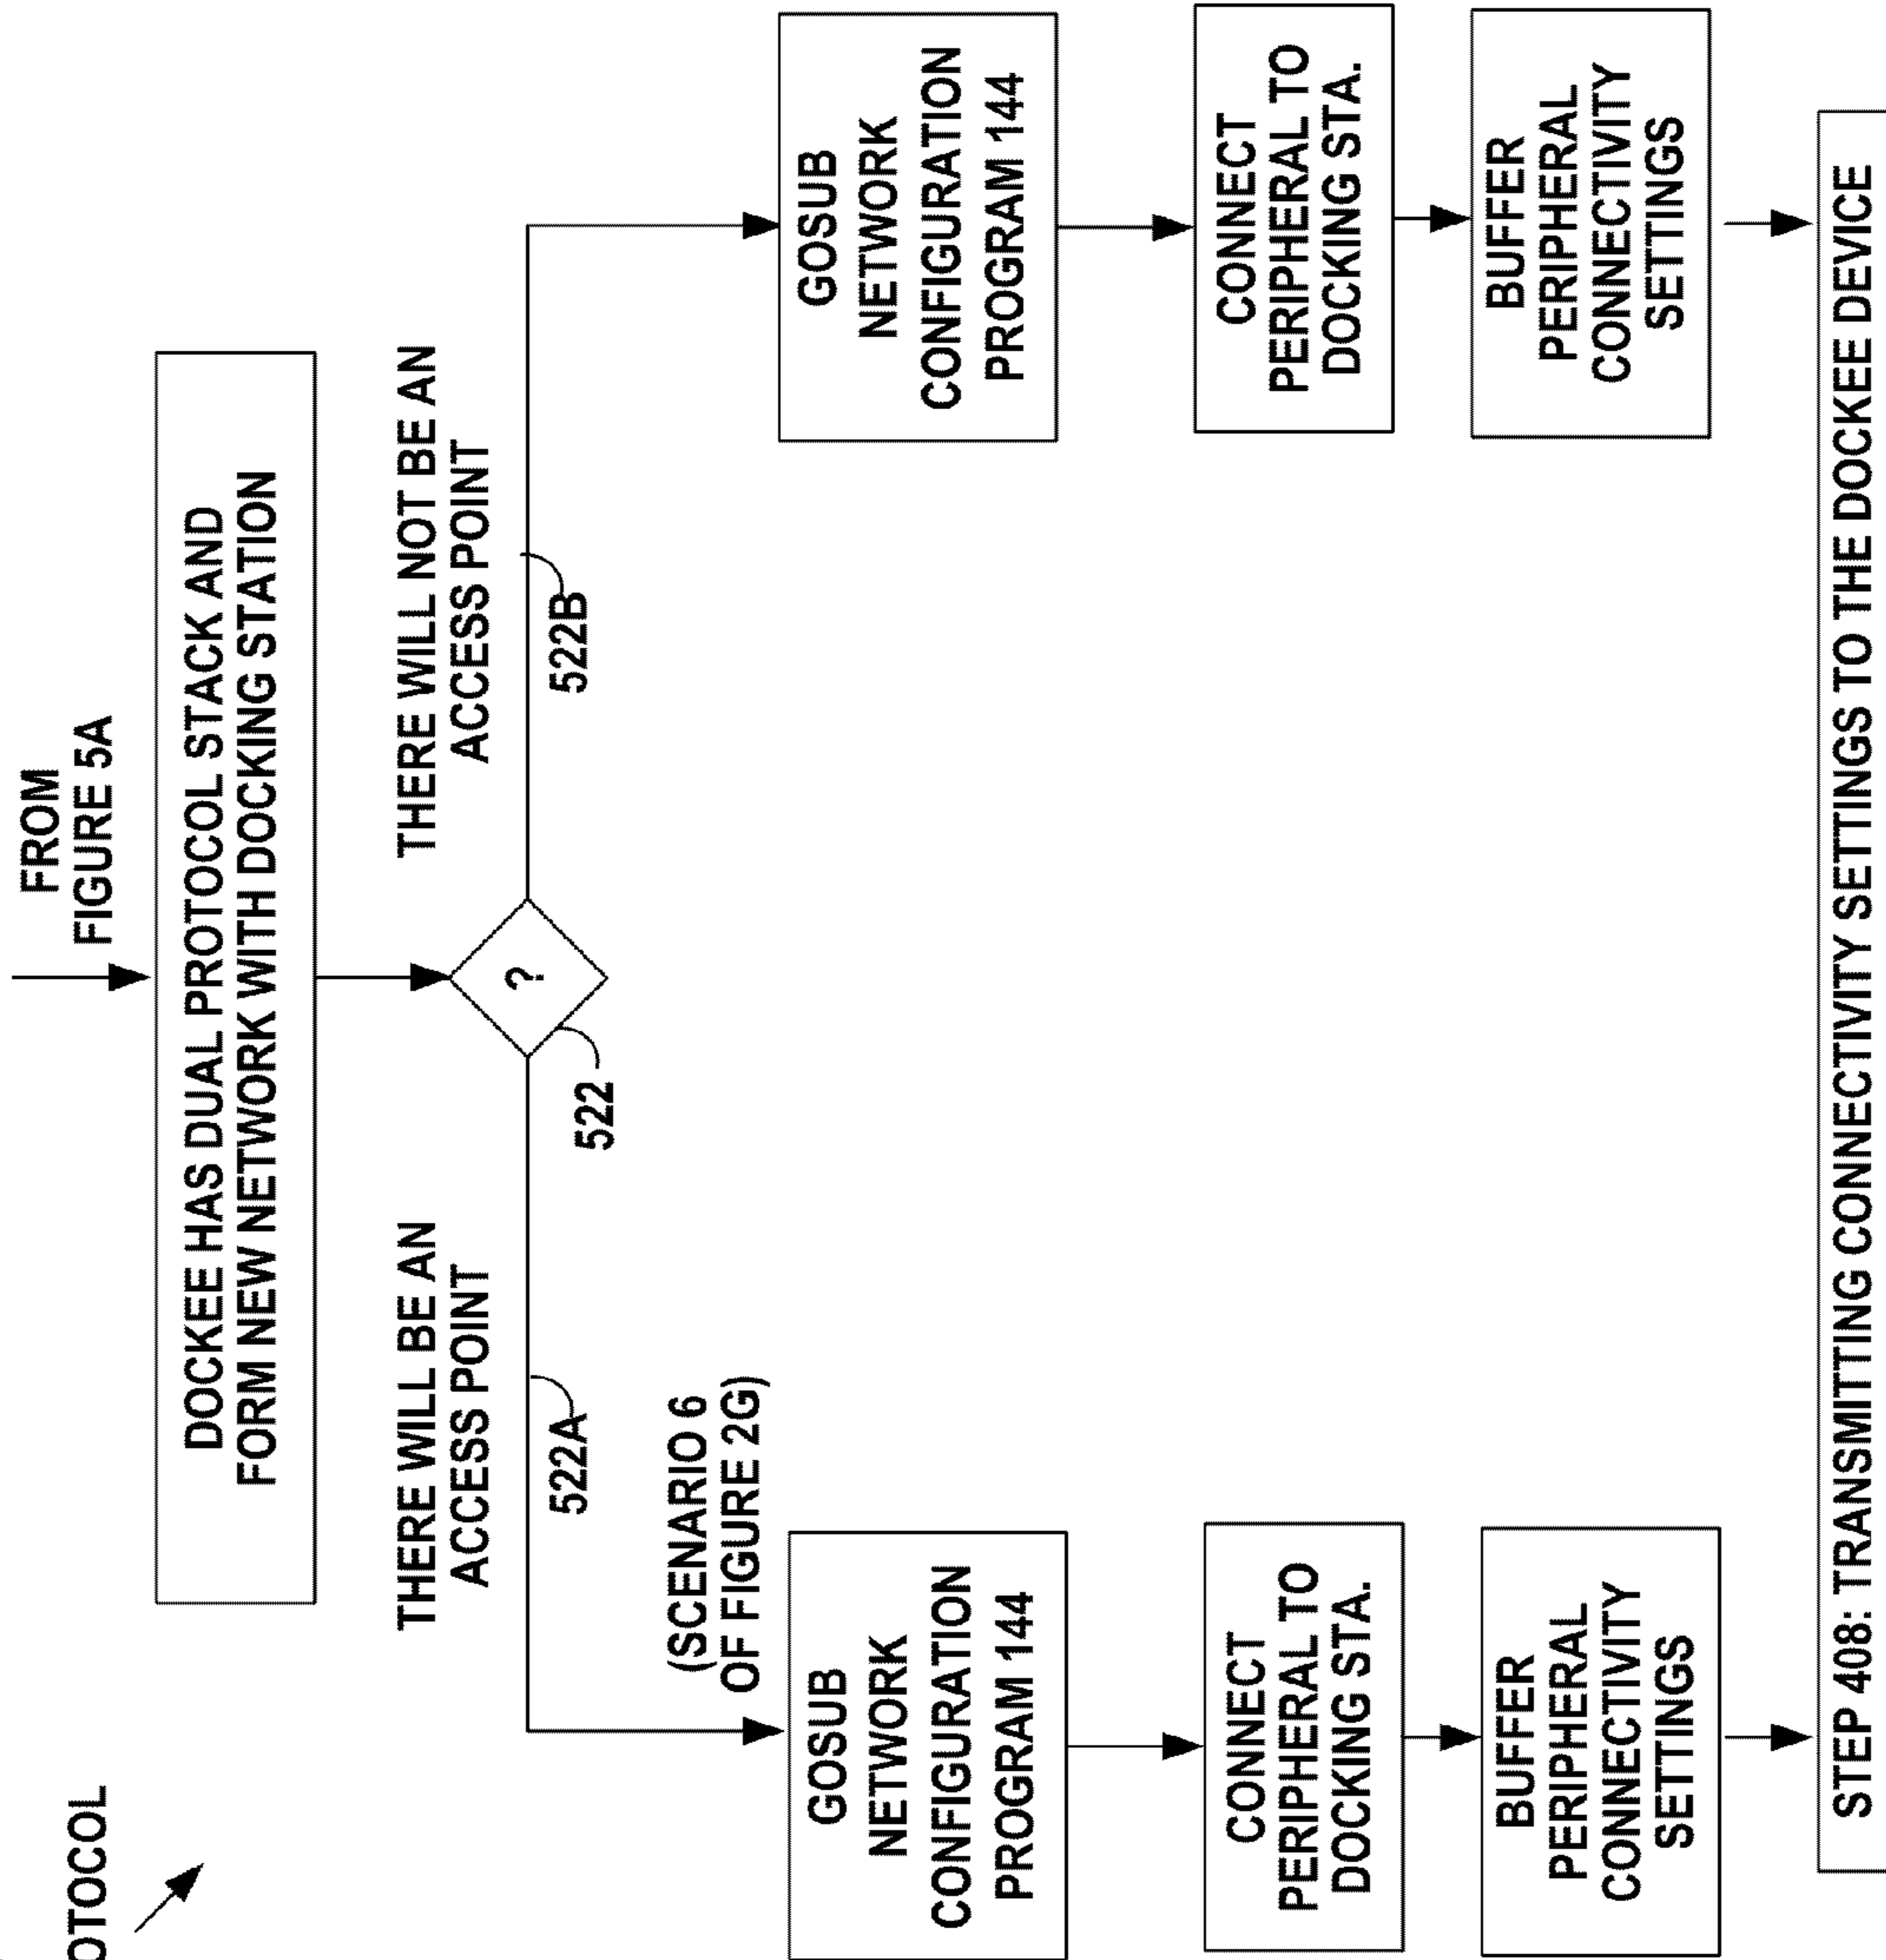 FROM
FIGURE 5A
OTOCOL
DOCKEE HAS DUAL PROTOCOL STACK AND
FORM NEW NETWORK WITH DOCKING STATION
THERE WILL BE AN
ACCESS POINT
THERE WILL NOT BE AN
ACCESS POINT
?
522
522A
522B
(SCENARIO 6
OF FIGURE 2G)
GOSUB
NETWORK
CONFIGURATION
PROGRAM 144
CONNECT
PERIPHERAL TO
DOCKING STA.
BUFFER
PERIPHERAL
CONNECTIVITY
SETTINGS
GOSUB
NETWORK
CONFIGURATION
PROGRAM 144
CONNECT
PERIPHERAL TO
DOCKING STA.
BUFFER
PERIPHERAL
CONNECTIVITY
SETTINGS
STEP 408: TRANSMITTING CONNECTIVITY SETTINGS TO THE DOCKEE DEVICE